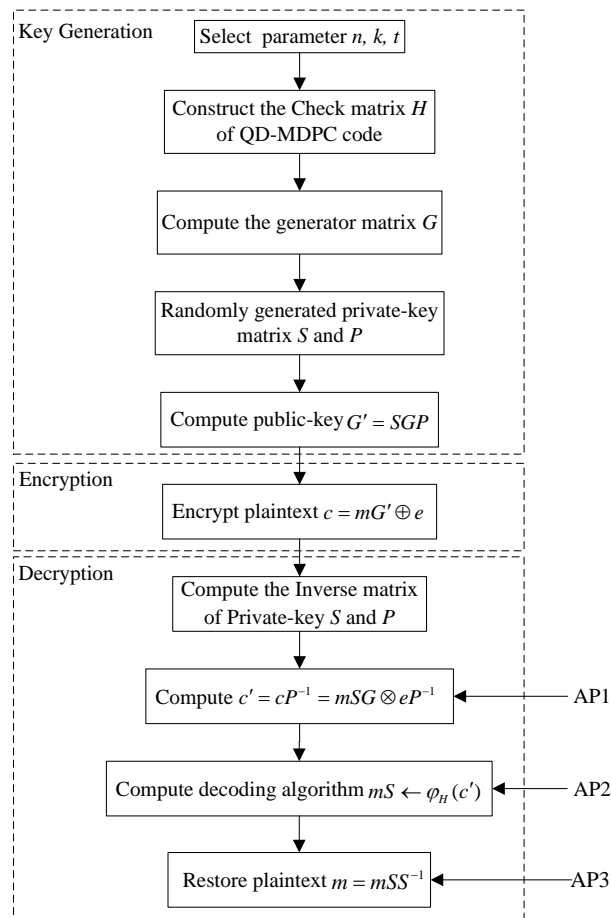 Key Generation
Select parameter n, k, t
Construct the Check matrix H
of QD-MDPC code
Compute the generator matrix G
Randomly generated private-key
matrix S and P
Compute public-key G′ = SGP
Encryption
Encrypt plaintext c = mG′ ⊕ e
Decryption
Compute the Inverse matrix
of Private-key S and P
Compute c′ = cP⁻¹ = mSG ⊗ eP⁻¹
AP1
Compute decoding algorithm mS ← φ_H(c′)
AP2
Restore plaintext m = mSS⁻¹
AP3